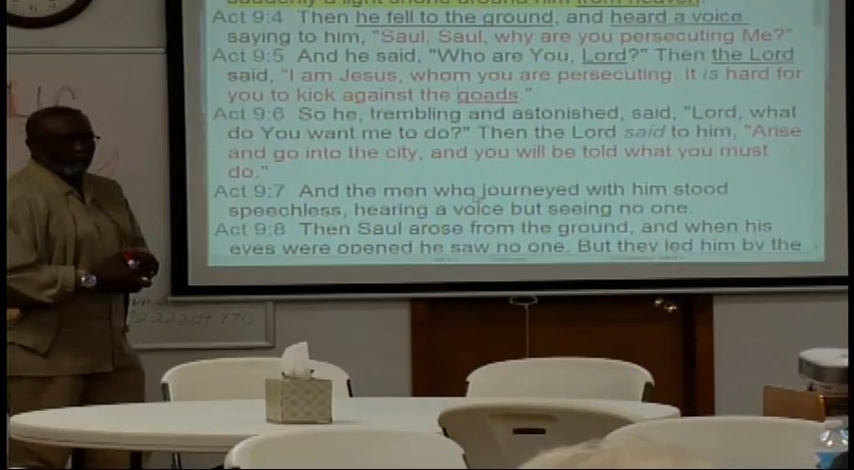 suddenly a light shone around him from heaven.
Act 9:4 Then he fell to the ground, and heard a voice
saying to him, "Saul, Saul, why are you persecuting Me?"
Act 9:5 And he said, "Who are You, Lord?" Then the Lord
said, "I am Jesus, whom you are persecuting. It is hard for
you to kick against the goads."
Act 9:6 So he, trembling and astonished, said, "Lord, what
do You want me to do?" Then the Lord said to him, "Arise
and go into the city, and you will be told what you must
do."
Act 9:7 And the men who journeyed with him stood
speechless, hearing a voice but seeing no one.
Act 9:8 Then Saul arose from the ground, and when his
eyes were opened he saw no one. But they led him by the